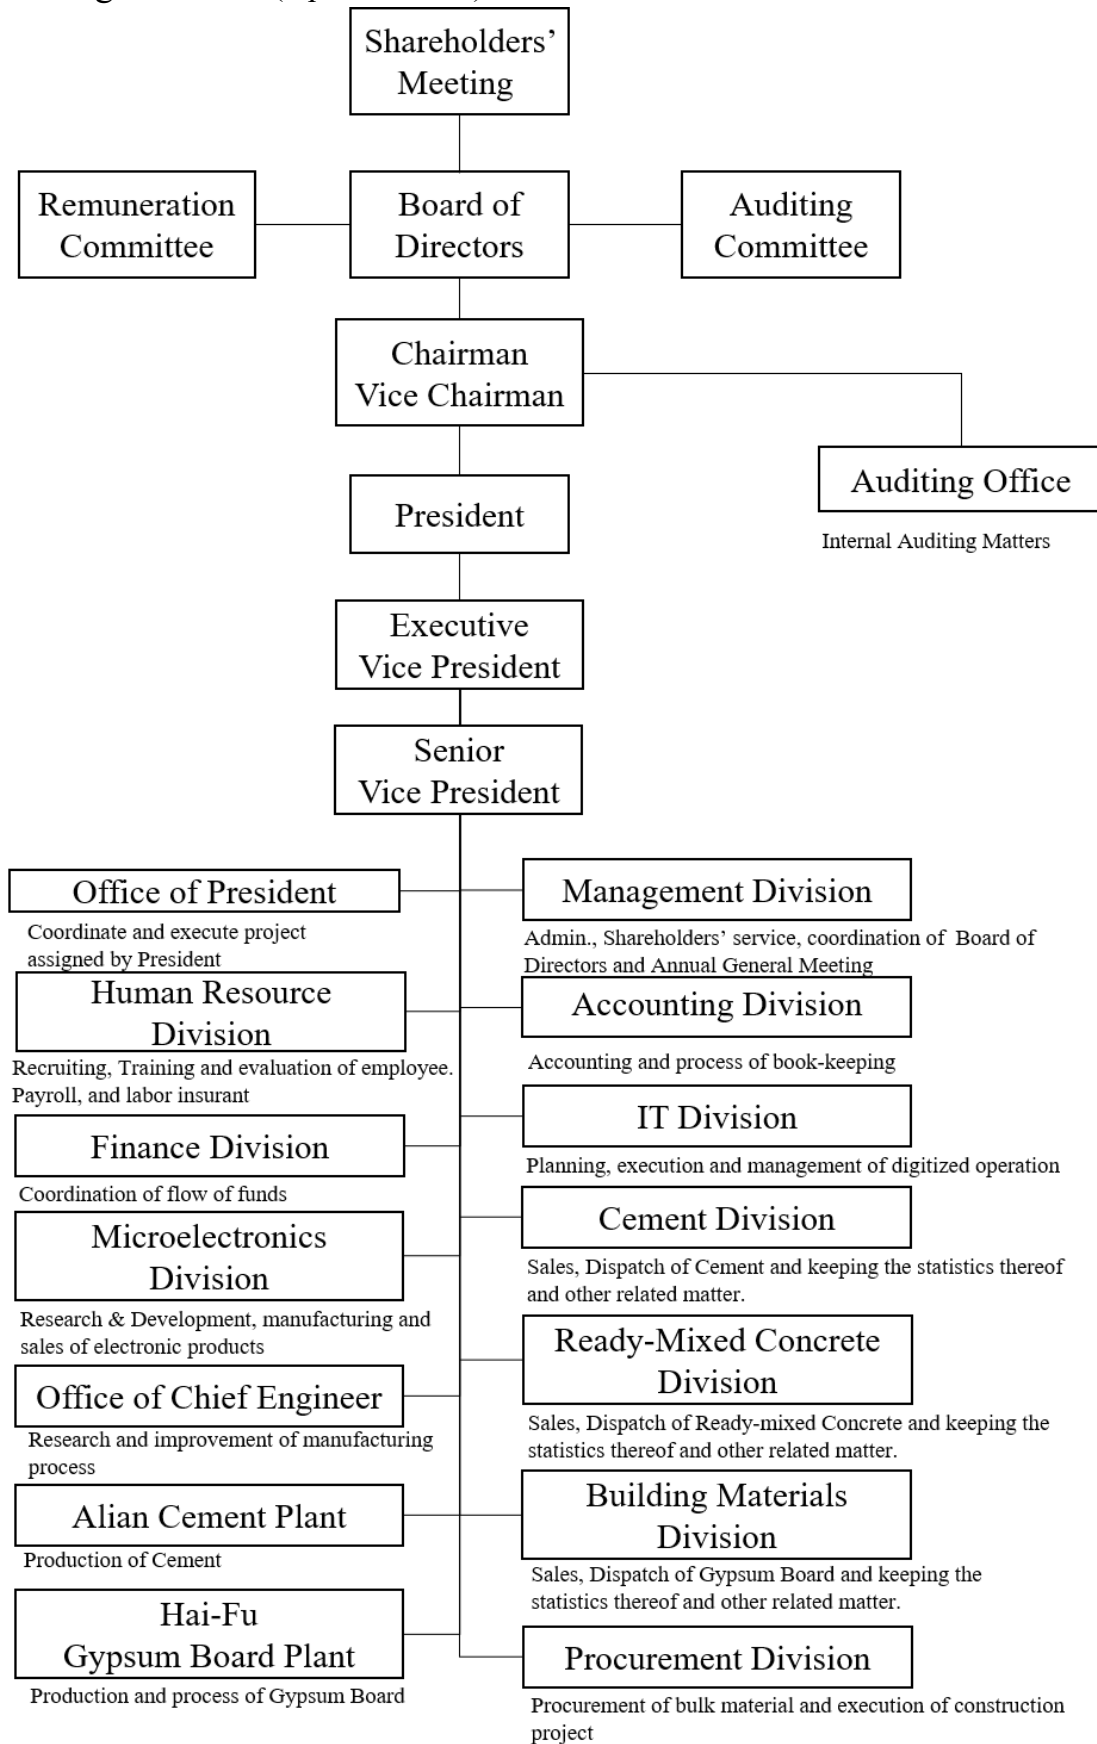 Shareholders’
Meeting
Remuneration
Committee
Board of
Directors
Auditing
Committee
Chairman
Vice Chairman
Auditing Office
Internal Auditing Matters
President
Executive
Vice President
Senior
Vice President
Office of President
Coordinate and execute project
assigned by President
Management Division
Admin., Shareholders’ service, coordination of Board of
Directors and Annual General Meeting
Human Resource
Division
Recruiting, Training and evaluation of employee.
Payroll, and labor insurant
Accounting Division
Accounting and process of book-keeping
Finance Division
Coordination of flow of funds
IT Division
Planning, execution and management of digitized operation
Microelectronics
Division
Research & Development, manufacturing and
sales of electronic products
Cement Division
Sales, Dispatch of Cement and keeping the statistics thereof
and other related matter.
Office of Chief Engineer
Research and improvement of manufacturing
process
Ready-Mixed Concrete
Division
Sales, Dispatch of Ready-mixed Concrete and keeping the
statistics thereof and other related matter.
Alian Cement Plant
Production of Cement
Building Materials
Division
Sales, Dispatch of Gypsum Board and keeping the
statistics thereof and other related matter.
Hai-Fu
Gypsum Board Plant
Production and process of Gypsum Board
Procurement Division
Procurement of bulk material and execution of construction
project